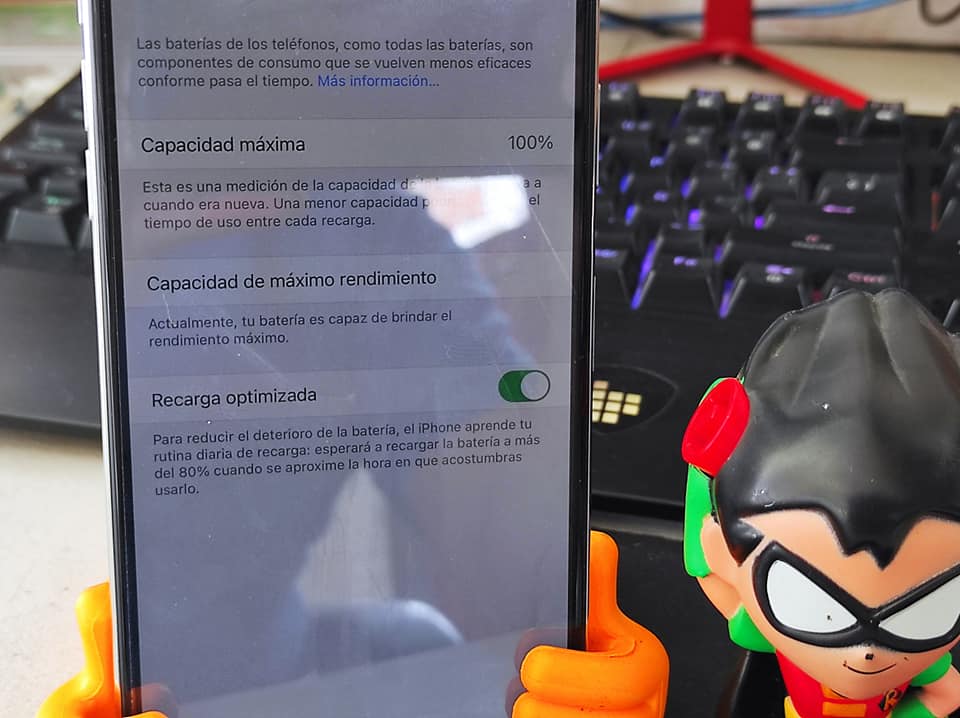 Las baterías de los teléfonos, como todas las baterías, son
componentes de consumo que se vuelven menos eficaces
conforme pasa el tiempo. Más información...
Capacidad máxima 100%
Esta es una medición de la capacidad de a a
cuando era nueva. Una menor capacidad el
tiempo de uso entre cada recarga.
Capacidad de máximo rendimiento
Actualmente, tu batería es capaz de brindar el
rendimiento máximo.
Recarga optimizada
Para reducir el deterioro de la batería, el iPhone aprende tu
rutina diaria de recarga: esperará a recargar la batería a más
del 80% cuando se aproxime la hora en que acostumbras
usarlo.
R